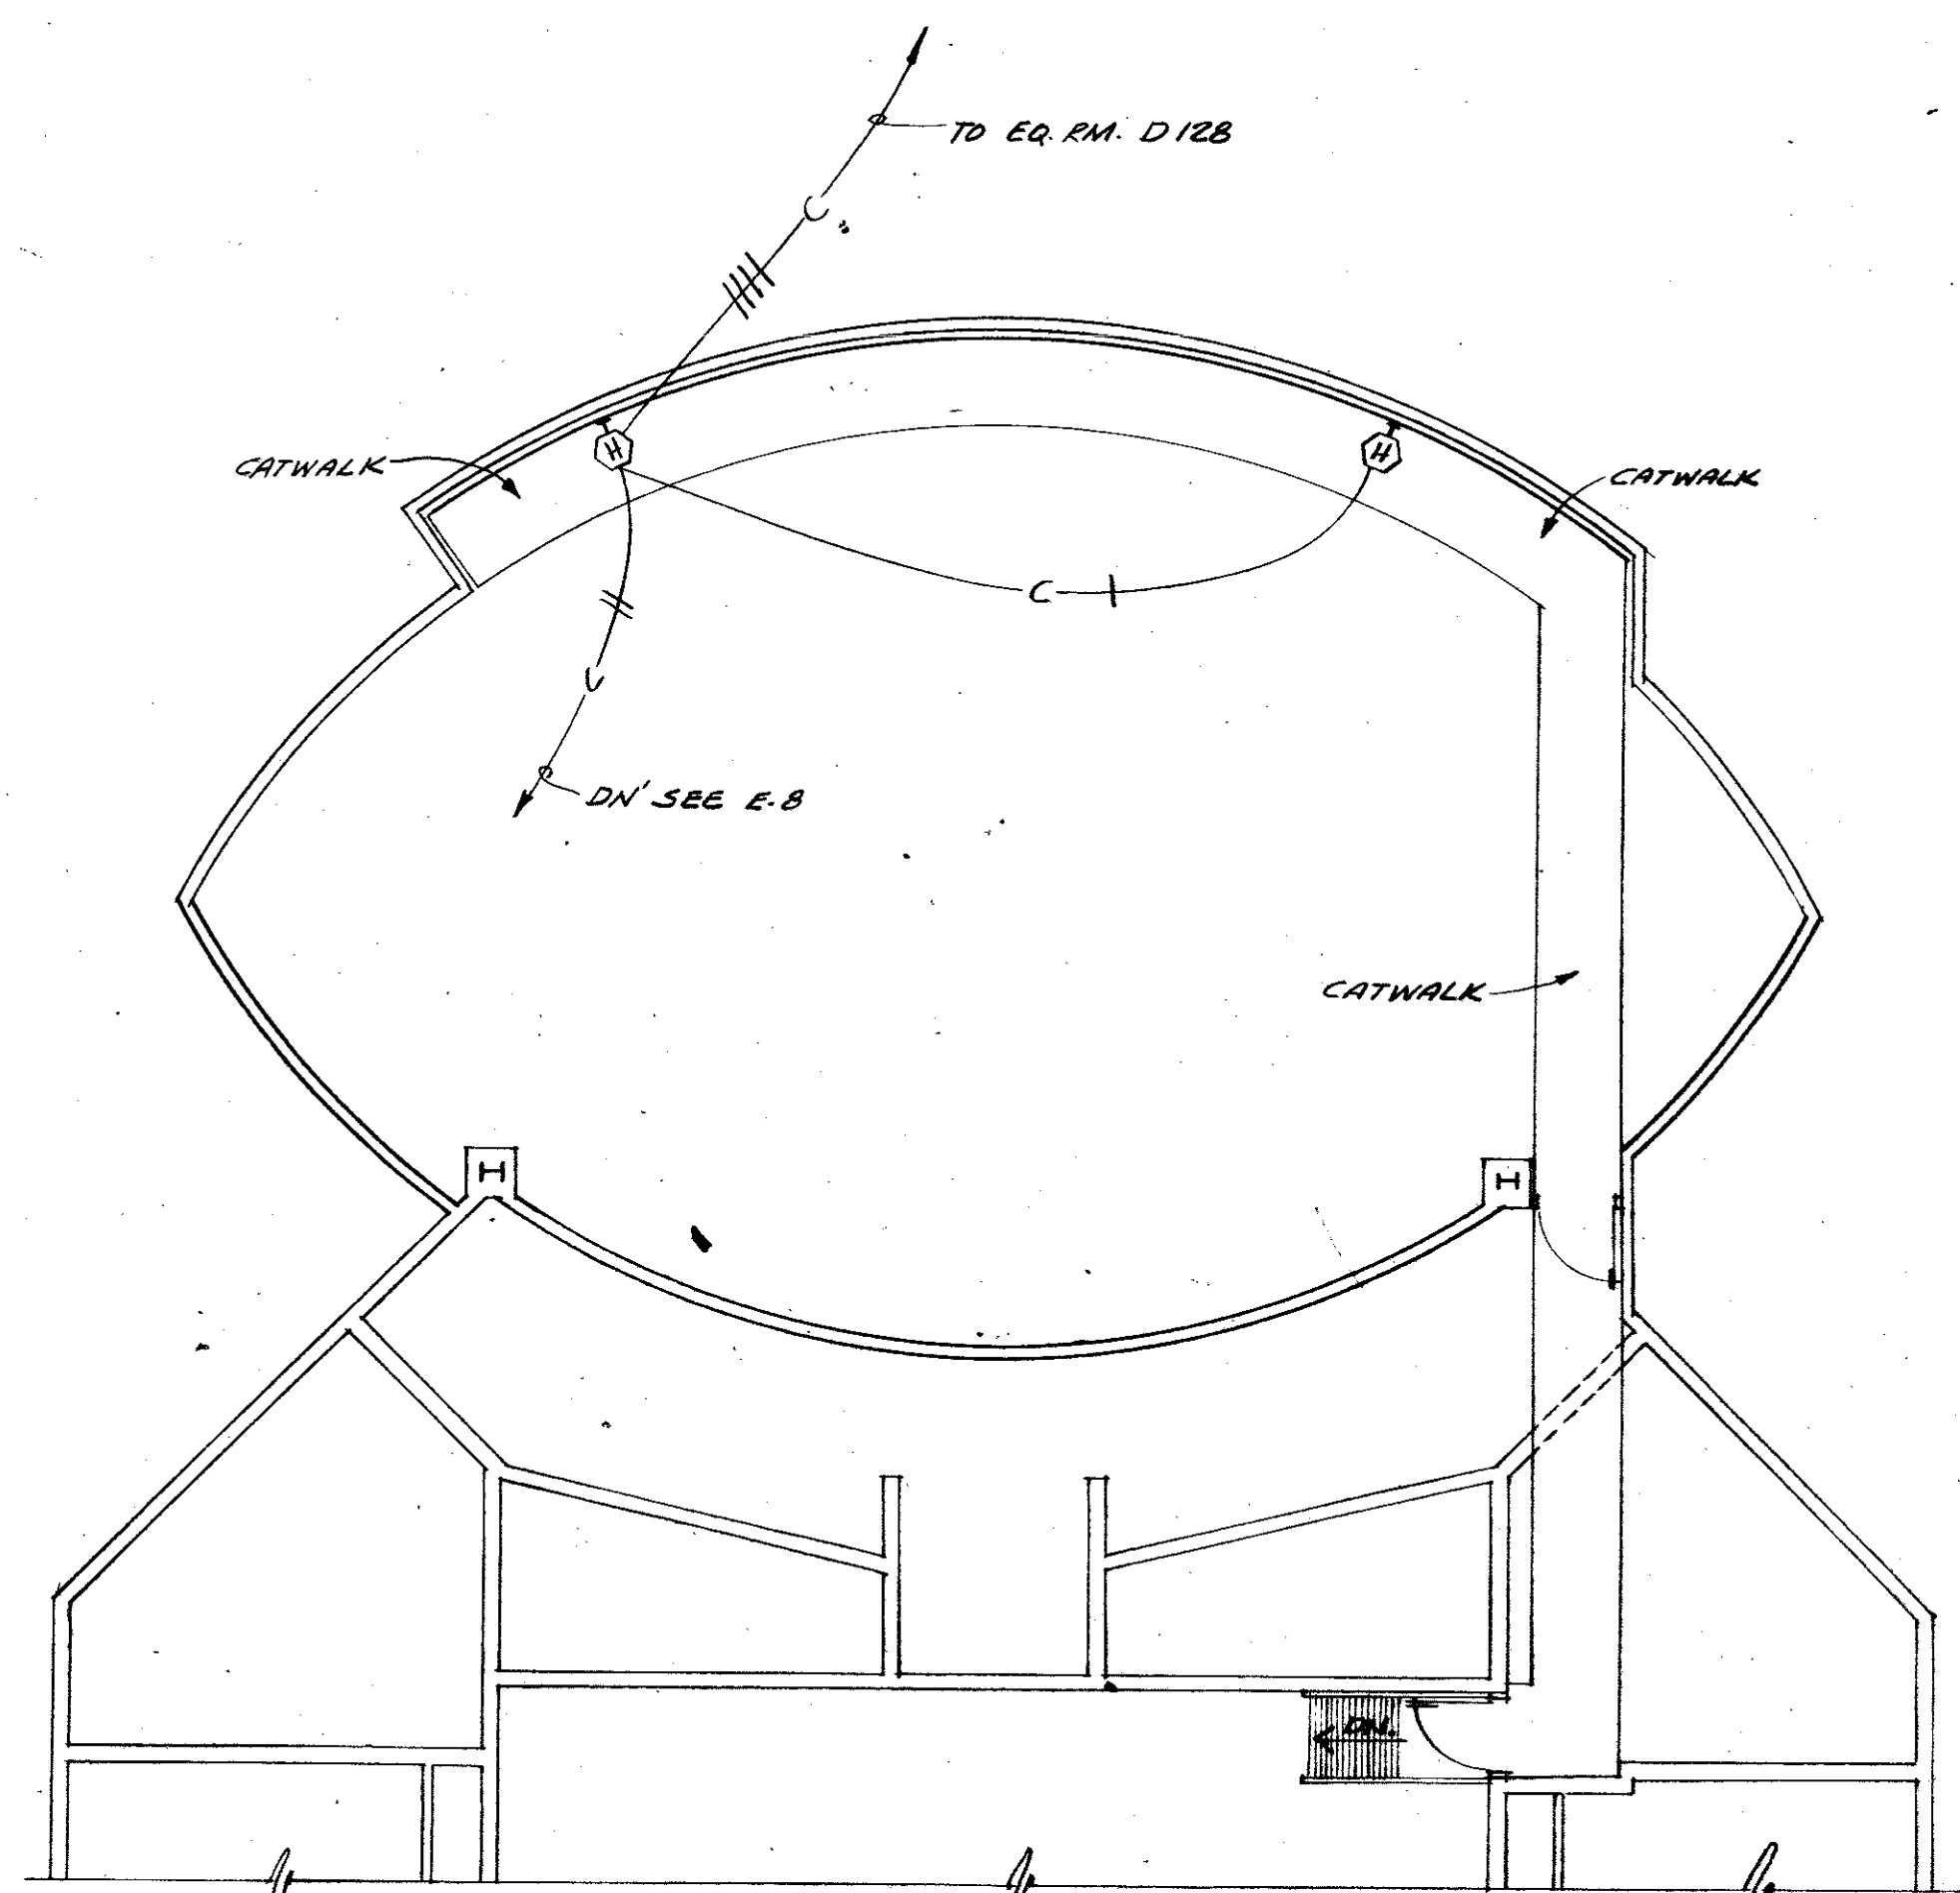 TO EQ. RM. D128
C
H
H
CATWALK
CATWALK
C
C
DN' SEE E-8
CATWALK
H
H
DN.